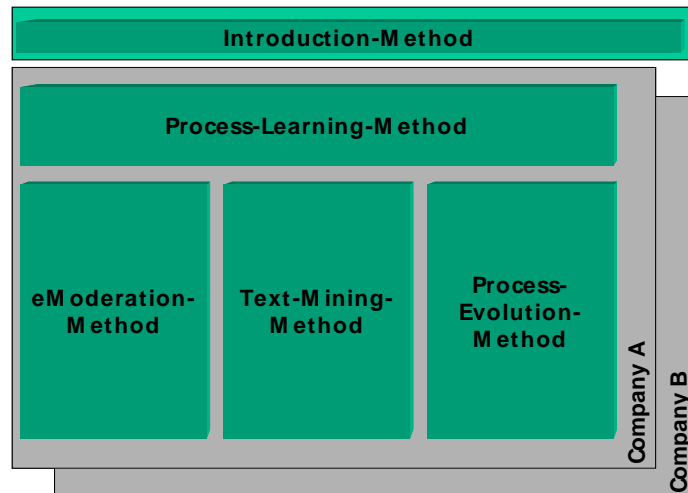 Introduction-Method
Process-Learning-Method
eModeration-
Method
Text-Mining-
Method
Process-
Evolution-
Method
Company A
Company B